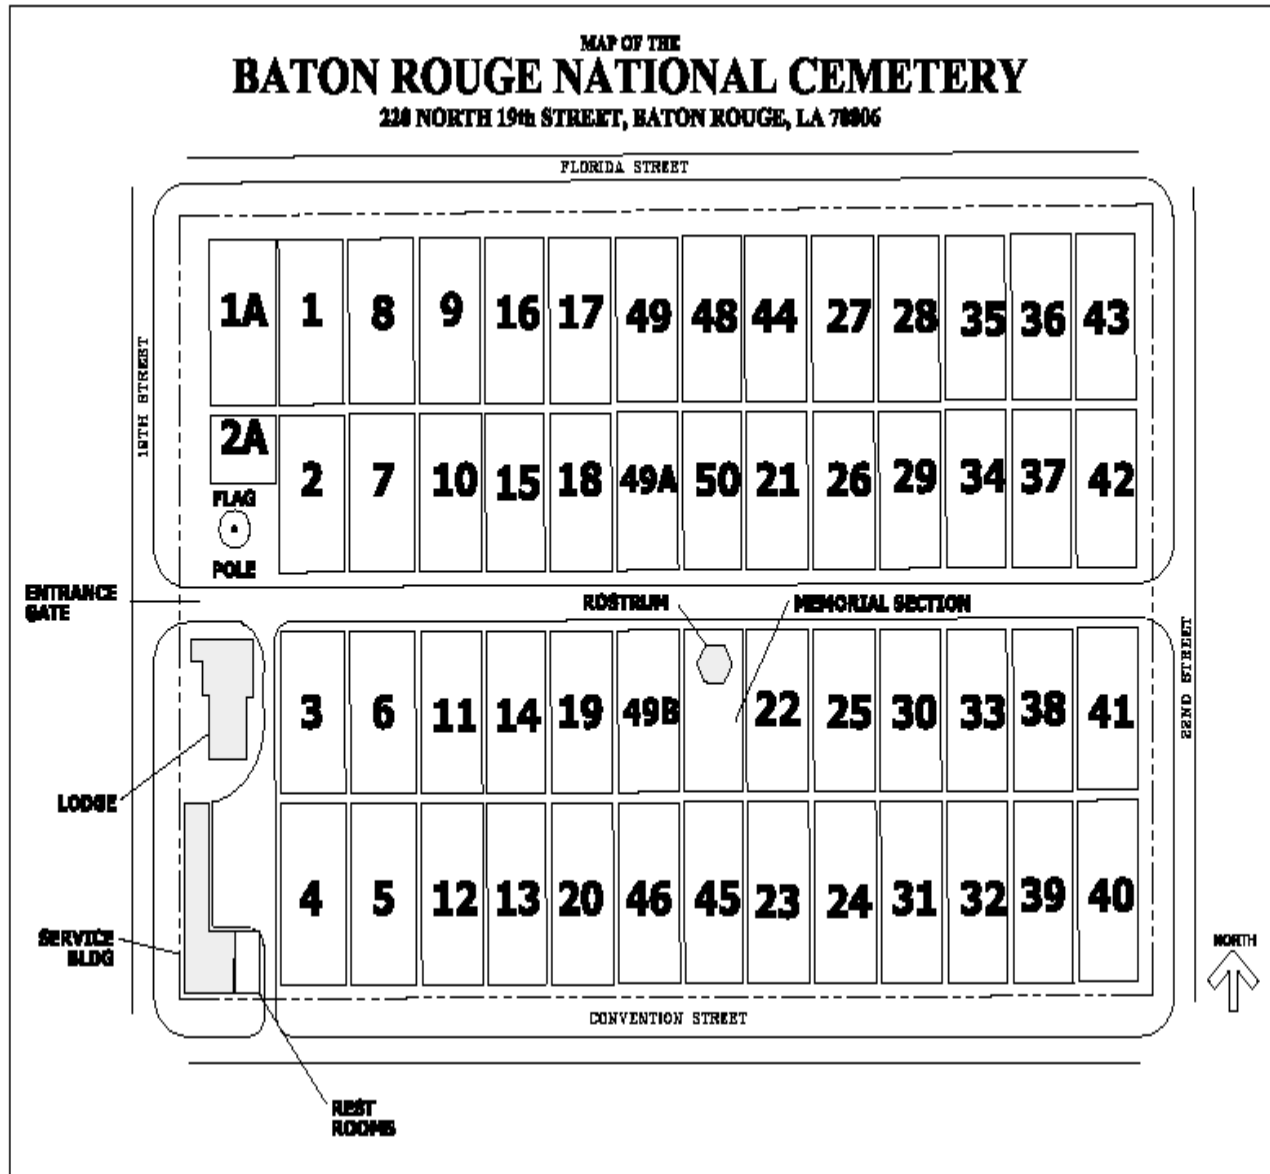 MAP OF THE
BATON ROUGE NATIONAL CEMETERY
220 NORTH 19th STREET, BATON ROUGE, LA 70806
FLORIDA STREET
1A 1 8 9 16 17 49 48 44 27 28 35 36 43
19TH STREET
2A 2 7 10 15 18 49A 50 21 26 29 34 37 42
FLAG
POLE
ENTRANCE
GATE
ROSTRUM
MEMORIAL SECTION
22ND STREET
3 6 11 14 19 49B 22 25 30 33 38 41
LODGE
4 5 12 13 20 46 45 23 24 31 32 39 40
SERVICE
BLDG
NORTH
CONVENTION STREET
REST
ROOMS